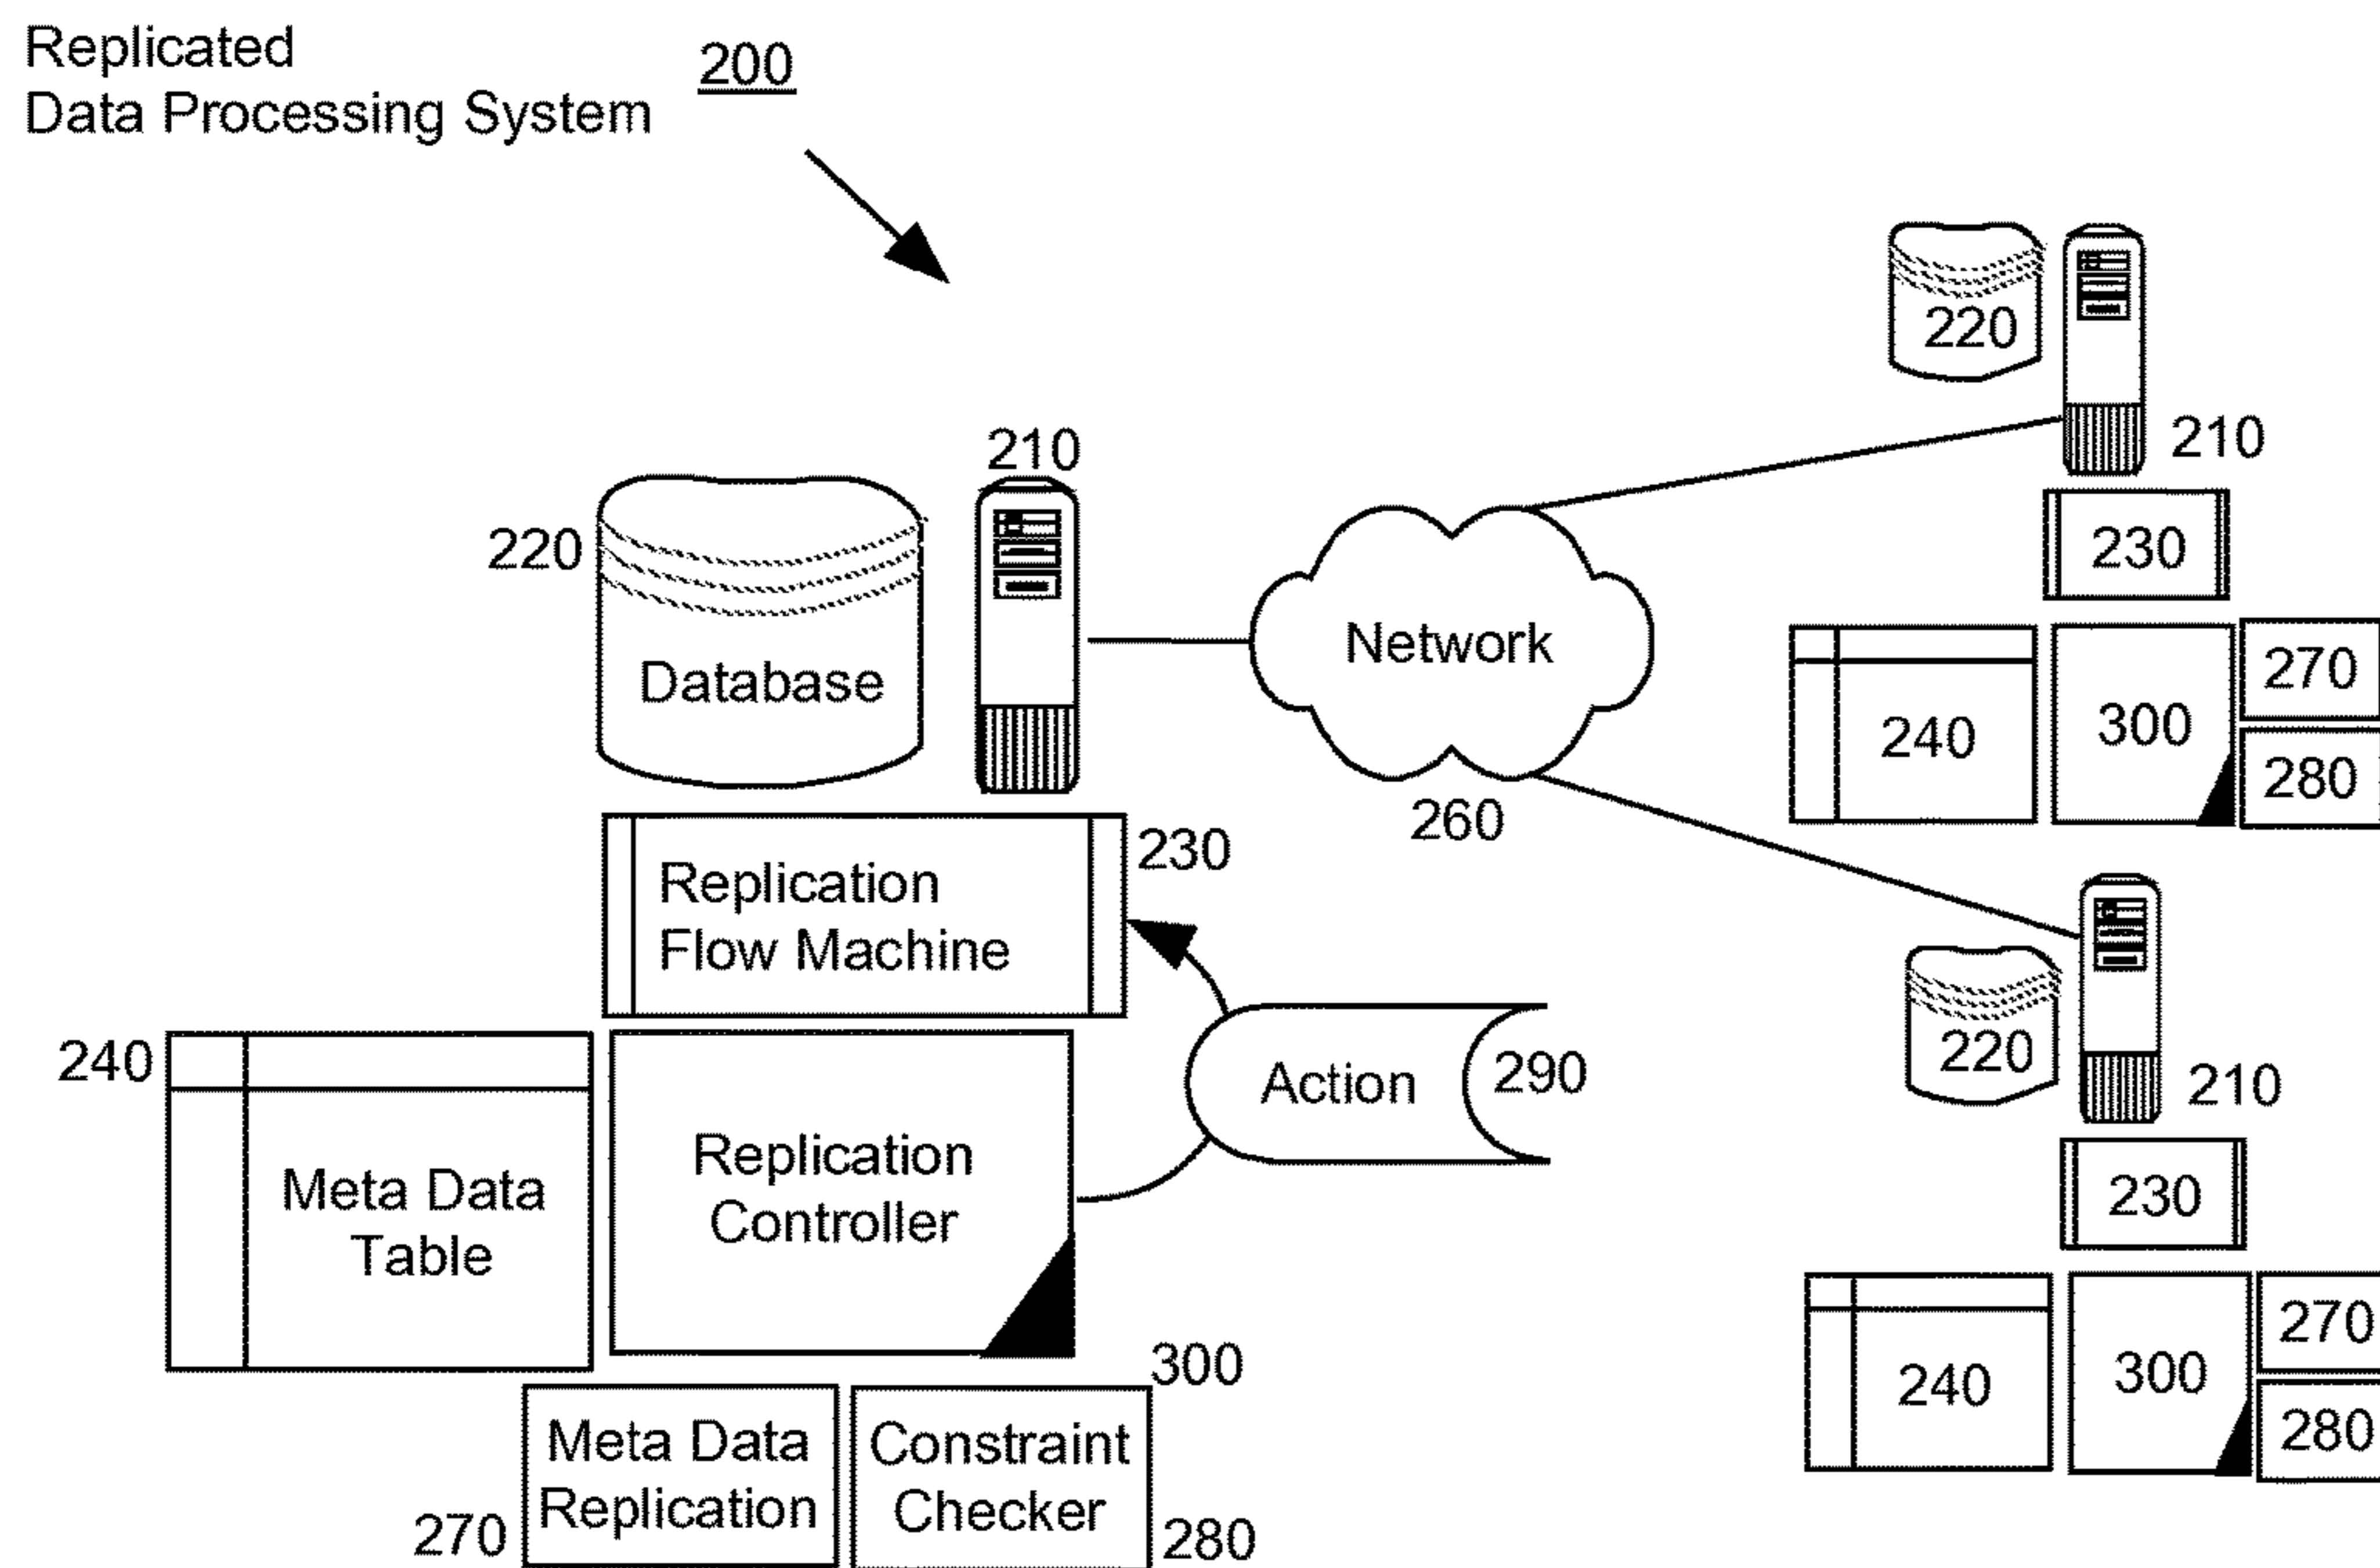 Replicated
Data Processing System
200
220
210
210
220
Database
Network
230
270
240
300
280
260
Replication
Flow Machine
230
220
210
240
Action
290
Meta Data
Table
Replication
Controller
230
300
270
240
300
280
Meta Data
Replication
Constraint
Checker
270
280